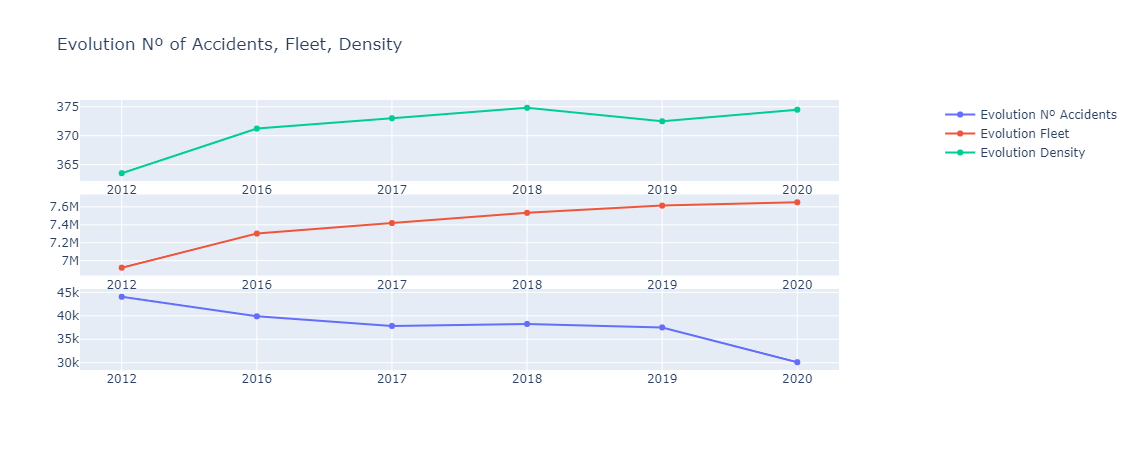 Evolution Nº of Accidents, Fleet, Density
375
370
365
2012 2016 2017 2018 2019 2020
7.6M
7.4M
7.2M
7M
2012 2016 2017 2018 2019 2020
45k
40k
35k
30k
2012 2016 2017 2018 2019 2020
Evolution Nº Accidents
Evolution Fleet
Evolution Density